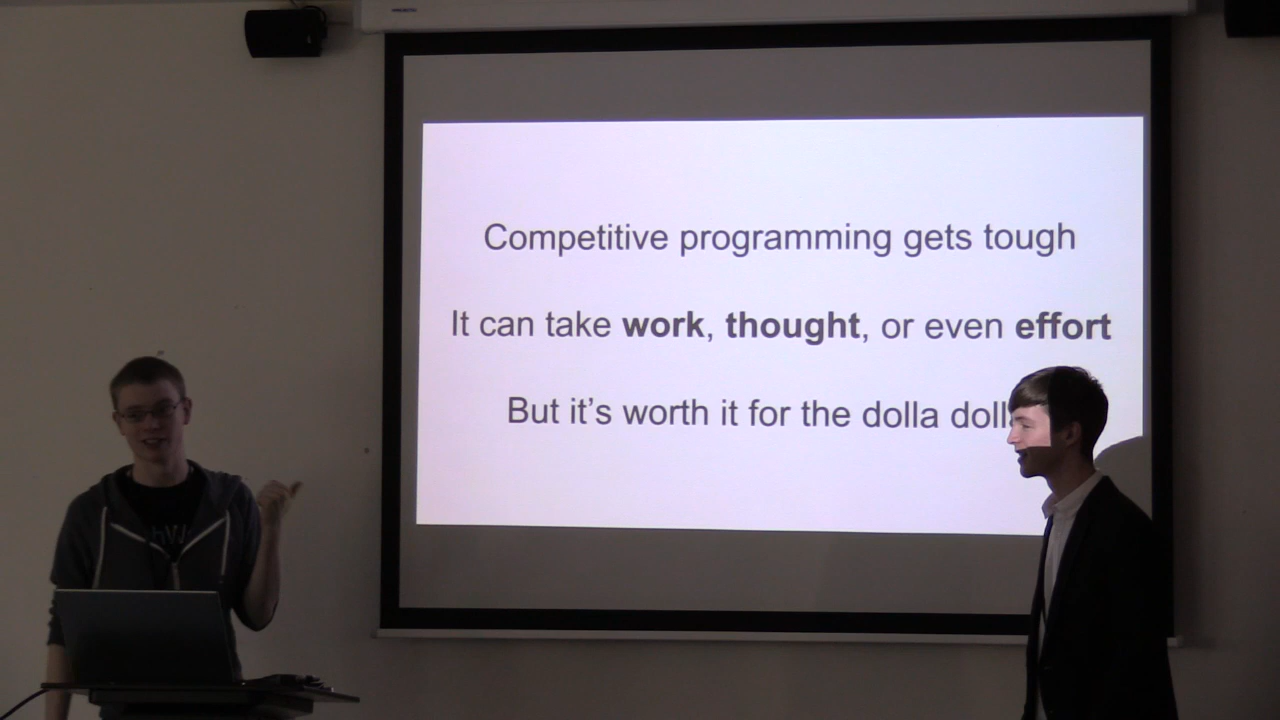 Competitive programming gets tough
It can take work, thought, or even effort
But it's worth it for the dolla